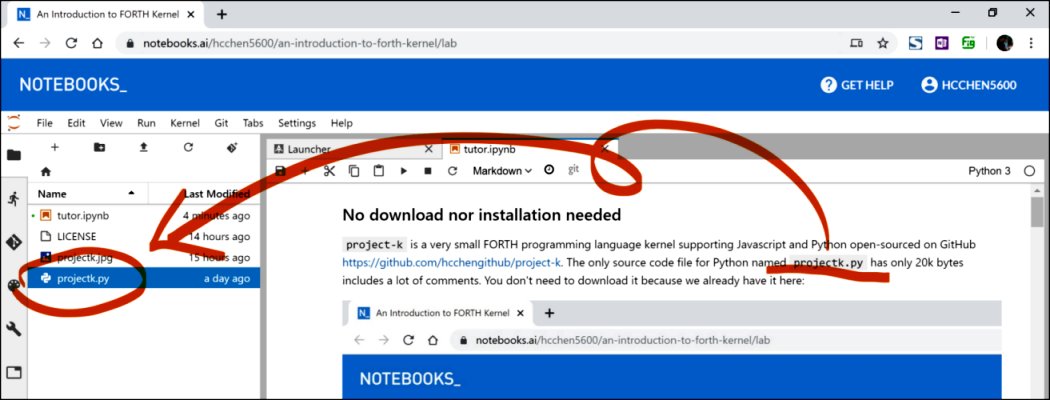 An Introduction to FORTH Kernel
notebooks.ai/hcchen5600/an-introduction-to-forth-kernel/lab
NOTEBOOKS_
GET HELP
HCCHEN5600
File Edit View Run Kernel Git Tabs Settings Help
Launcher
tutor.ipynb
Markdown
git
Python 3
Name
Last Modified
tutor.ipynb 4 minutes ago
LICENSE 14 hours ago
projectk.jpg 15 hours ago
projectk.py a day ago
No download nor installation needed
project-k is a very small FORTH programming language kernel supporting Javascript and Python open-sourced on GitHub
https://github.com/hcchengithub/project-k. The only source code file for Python named projectk.py has only 20k bytes
includes a lot of comments. You don't need to download it because we already have it here:
An Introduction to FORTH Kernel
notebooks.ai/hcchen5600/an-introduction-to-forth-kernel/lab
NOTEBOOKS_